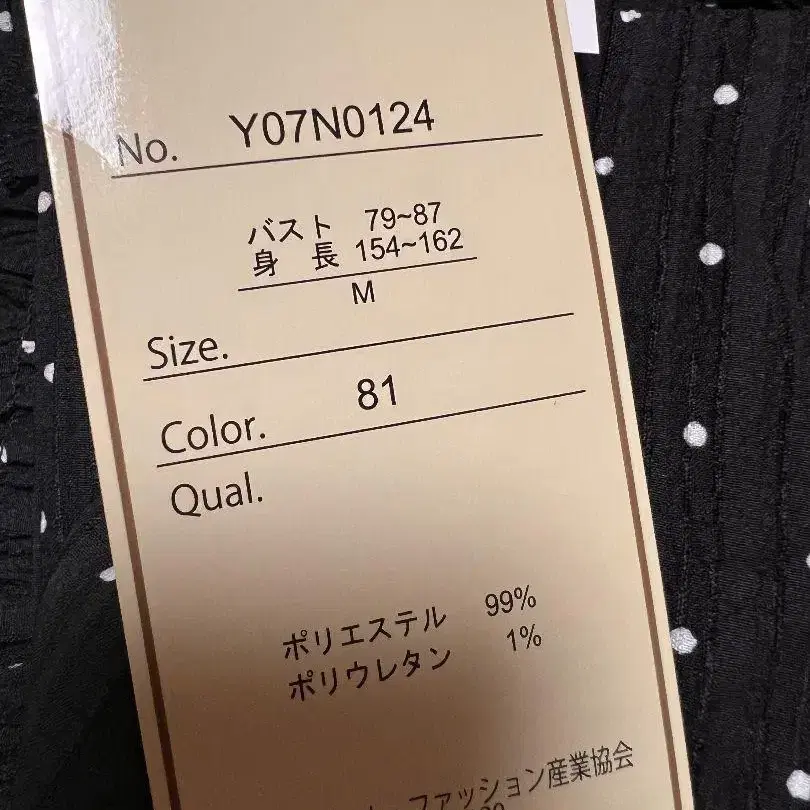 No. Y07N0124
バスト 79~87
身 長 154~162
M
Size.
Color. 81
Qual.
ポリエステル 99%
ポリウレタン 1%
ファッション産業協会